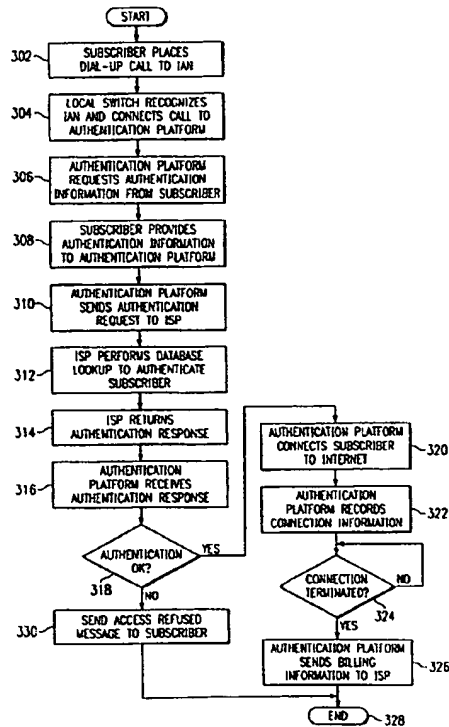 START
302
SUBSCRIBER PLACES
DIAL-UP CALL TO IAN
304
LOCAL SWITCH RECOGNIZES
IAN AND CONNECTS CALL TO
AUTHENTICATION PLATFORM
306
AUTHENTICATION PLATFORM
REQUESTS AUTHENTICATION
INFORMATION FROM SUBSCRIBER
308
SUBSCRIBER PROVIDES
AUTHENTICATION INFORMATION
TO AUTHENTICATION PLATFORM
310
AUTHENTICATION PLATFORM
SENDS AUTHENTICATION
REQUEST TO ISP
312
ISP PERFORMS DATABASE
LOOKUP TO AUTHENTICATE
SUBSCRIBER
314
ISP RETURNS
AUTHENTICATION RESPONSE
316
AUTHENTICATION
PLATFORM RECEIVES
AUTHENTICATION RESPONSE
AUTHENTICATION
OK?
318
YES
NO
330
SEND ACCESS REFUSED
MESSAGE TO SUBSCRIBER
AUTHENTICATION PLATFORM
CONNECTS SUBSCRIBER
TO INTERNET
320
AUTHENTICATION
PLATFORM RECORDS
CONNECTION INFORMATION
322
CONNECTION
TERMINATED?
NO
324
YES
AUTHENTICATION PLATFORM
SENDS BILLING
INFORMATION TO ISP
326
END
328